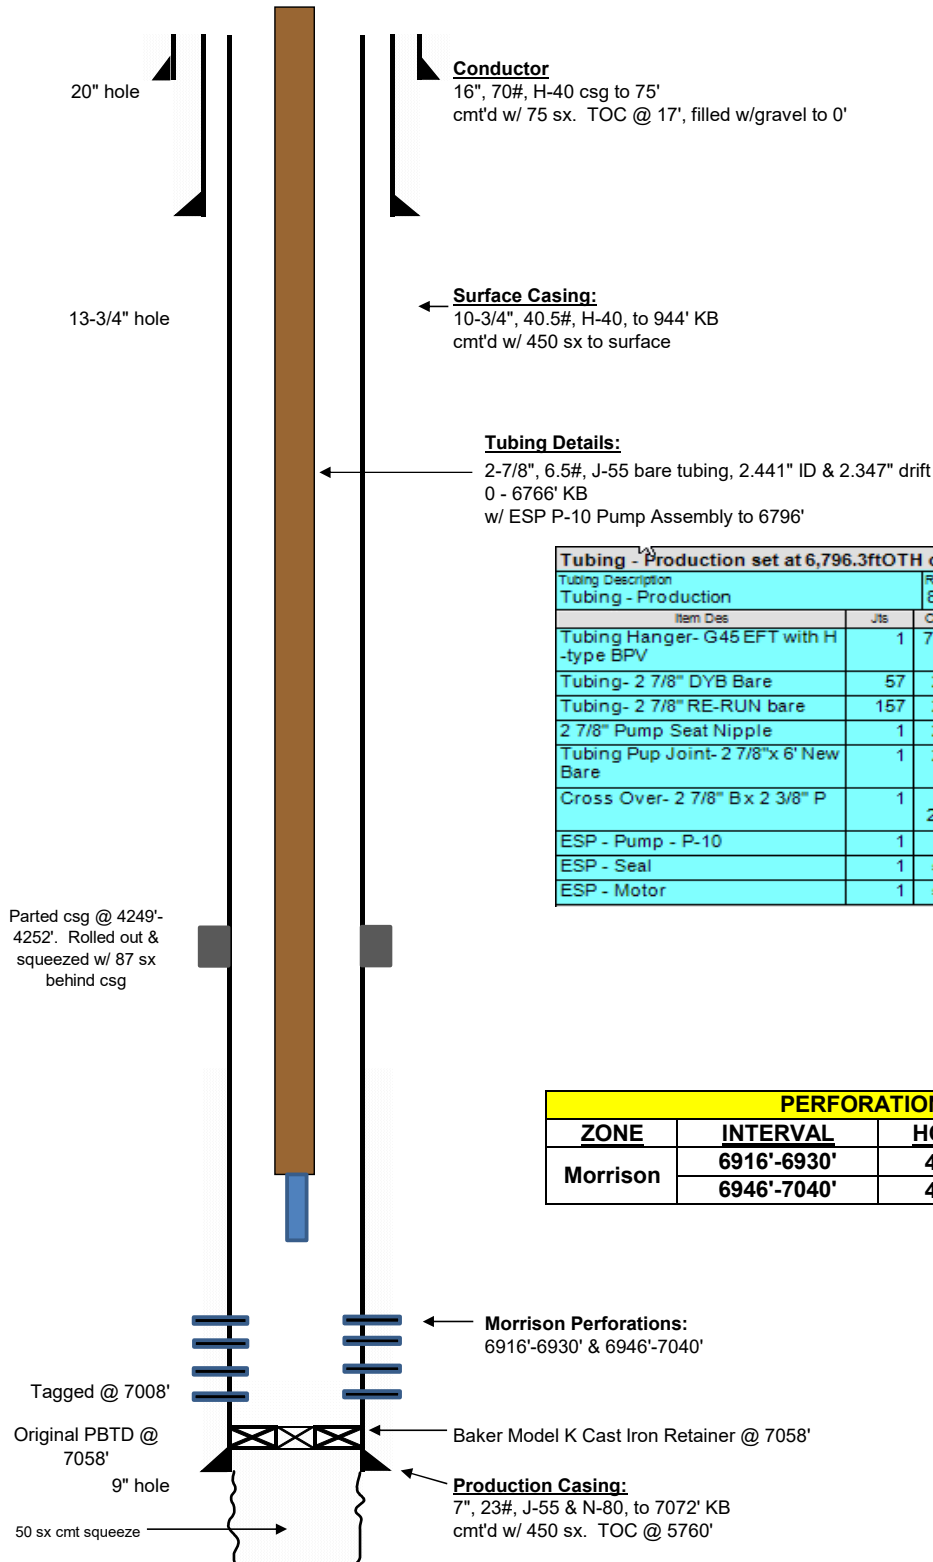 20" hole
Conductor
16", 70#, H-40 csg to 75'
cmt'd w/ 75 sx. TOC @ 17', filled w/gravel to 0'
13-3/4" hole
Surface Casing:
10-3/4", 40.5#, H-40, to 944' KB
cmt'd w/ 450 sx to surface
Tubing Details:
2-7/8", 6.5#, J-55 bare tubing, 2.441" ID & 2.347" drift
0 - 6766' KB
w/ ESP P-10 Pump Assembly to 6796'
Tubing - Production set at 6,796.3ftOTH
Tubing Description
Tubing - Production
Item Des Jts
Tubing Hanger- G45 EFT with H 1 7
-type BPV
Tubing- 2 7/8" DYB Bare 57
Tubing- 2 7/8" RE-RUN bare 157
2 7/8" Pump Seat Nipple 1
Tubing Pup Joint- 2 7/8"x 6' New 1
Bare
Cross Over- 2 7/8" B x 2 3/8" P 1
2
ESP - Pump - P-10 1
ESP - Seal 1
ESP - Motor 1
Parted csg @ 4249'-
4252'. Rolled out &
squeezed w/ 87 sx
behind csg
PERFORATION
ZONE INTERVAL HO
Morrison 6916'-6930' 4
6946'-7040' 4
Morrison Perforations:
6916'-6930' & 6946'-7040'
Tagged @ 7008'
Original PBTD @
7058'
Baker Model K Cast Iron Retainer @ 7058'
9" hole
Production Casing:
7", 23#, J-55 & N-80, to 7072' KB
cmt'd w/ 450 sx. TOC @ 5760'
50 sx cmt squeeze